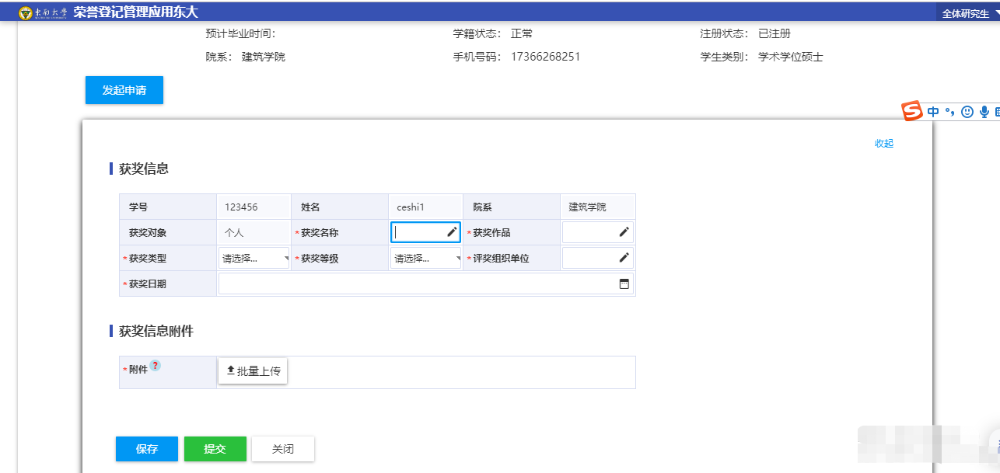 东南大学 荣誉登记管理应用东大 全体研究生
预计毕业时间： 学籍状态： 正常 注册状态： 已注册
院系： 建筑学院 手机号码： 17366268251 学生类别： 学术学位硕士
发起申请
中
收起
获奖信息
学号 123456 姓名 ceshi1 院系 建筑学院
获奖对象 个人 *获奖名称 *获奖作品
*获奖类型 请选择... *获奖等级 请选择... *评奖组织单位
*获奖日期
获奖信息附件
*附件 ? 批量上传
保存 提交 关闭